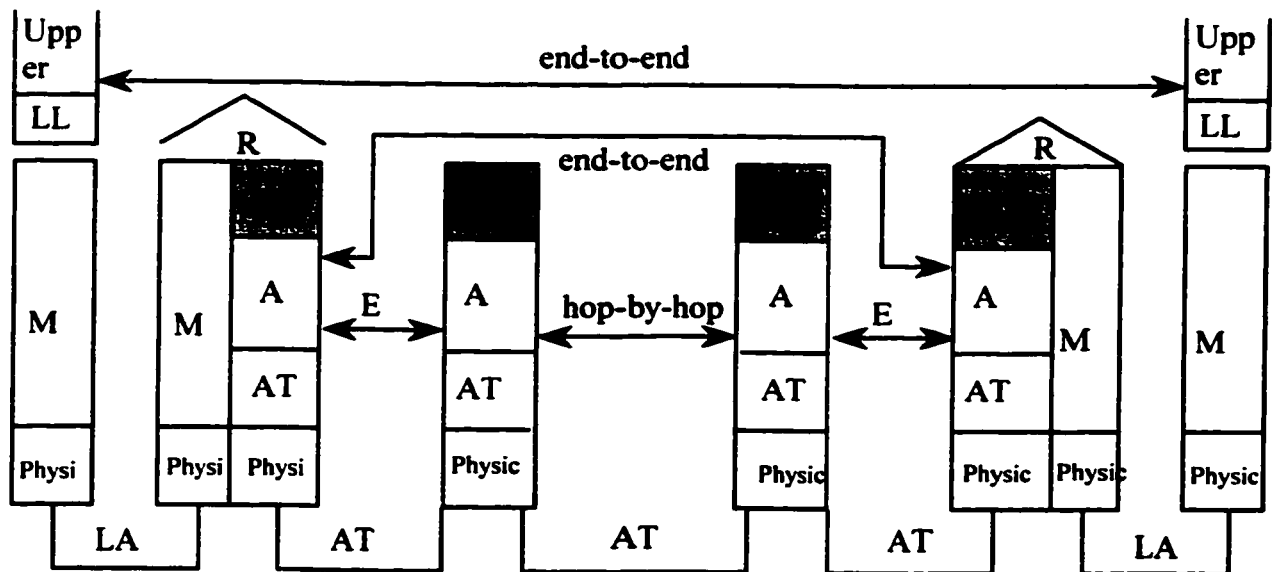 Upp
er
LL
end-to-end
Upp
er
LL
R
end-to-end
R
M
M
A
E
A
hop-by-hop
A
E
A
M
M
AT
AT
AT
AT
Physi
Physi
Physi
Physic
Physic
Physic
Physic
Physic
LA
AT
AT
AT
LA